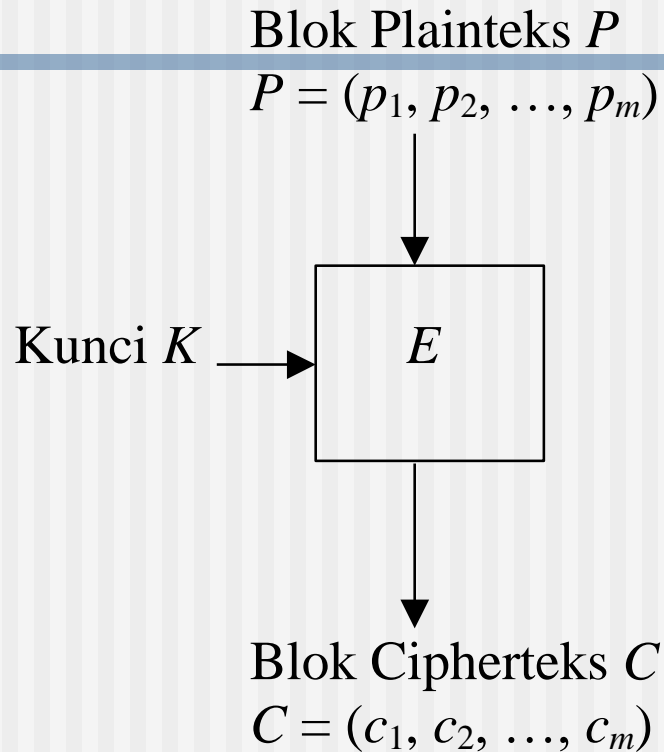 Blok Plainteks P
P = (p₁, p₂, …, pₘ)
Kunci K
E
Blok Cipherteks C
C = (c₁, c₂, …, cₘ)